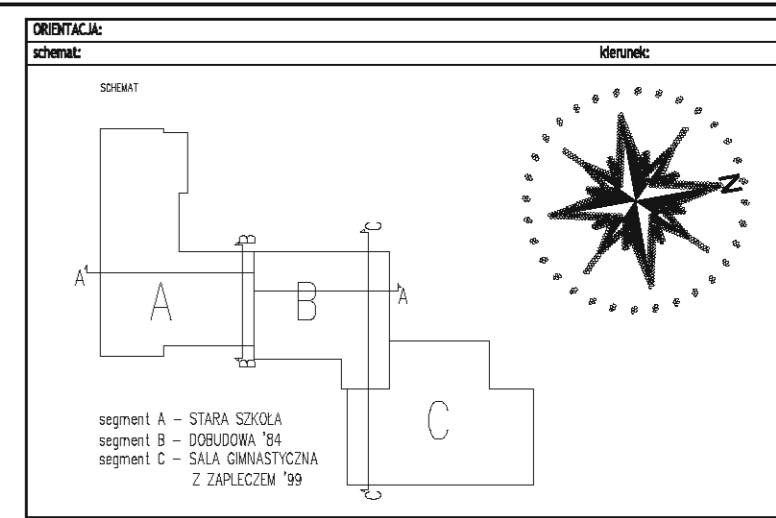 ORIENTACJA:
schemat: kierunek:
SCHEMAT
N
B
C
A
A
B
A
B
C
C
segment A – STARA SZKOŁA
segment B – DOBUDOWA '84
segment C – SALA GIMNASTYCZNA
Z ZAPLECZEM '99